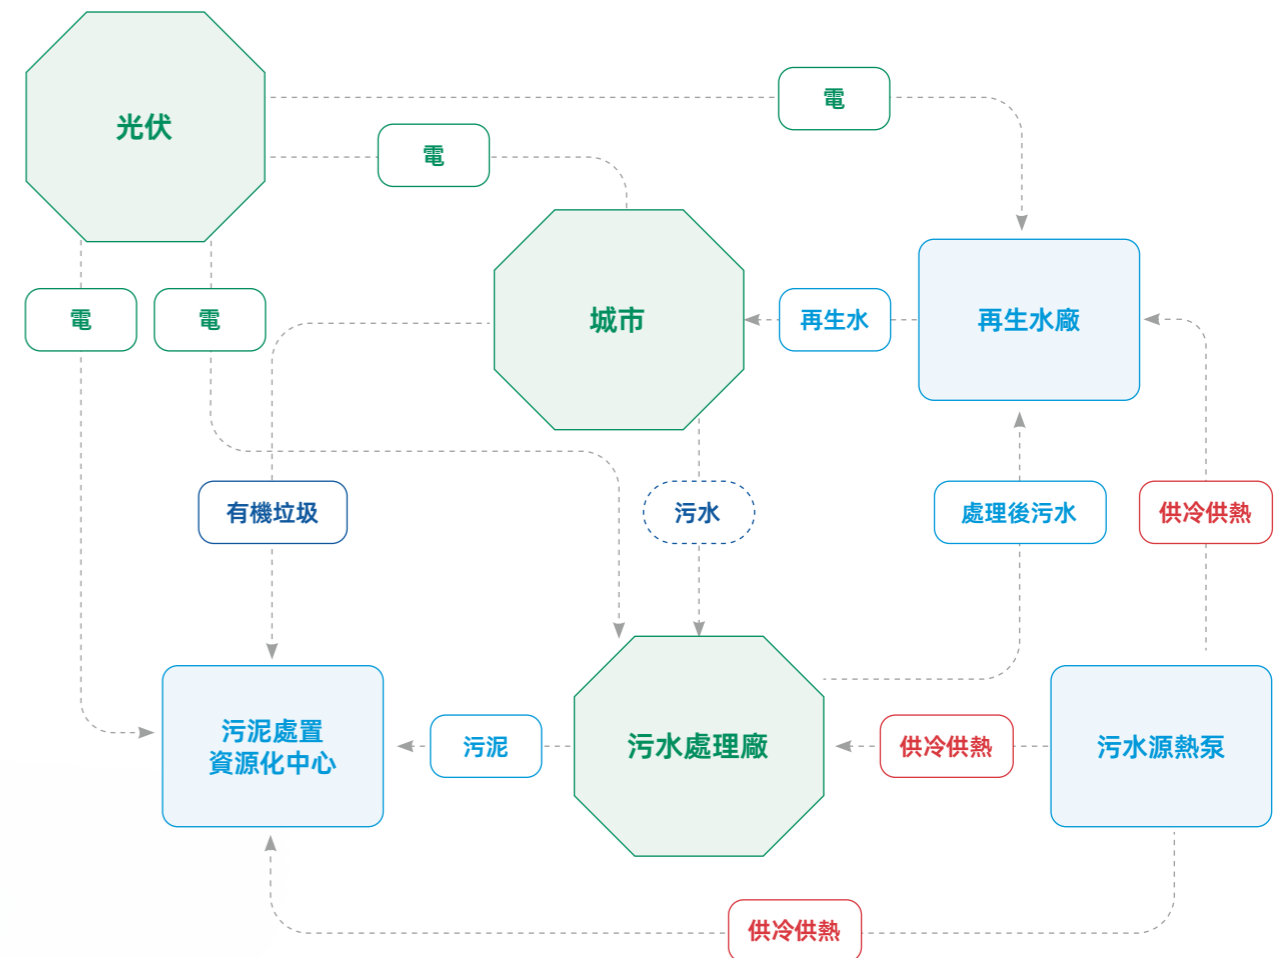 光伏
電
電
電
電
城市
再生水
再生水廠
有機垃圾
污水
處理後污水
供冷供熱
污泥處置
資源化中心
污泥
污水處理廠
供冷供熱
污水源熱泵
供冷供熱